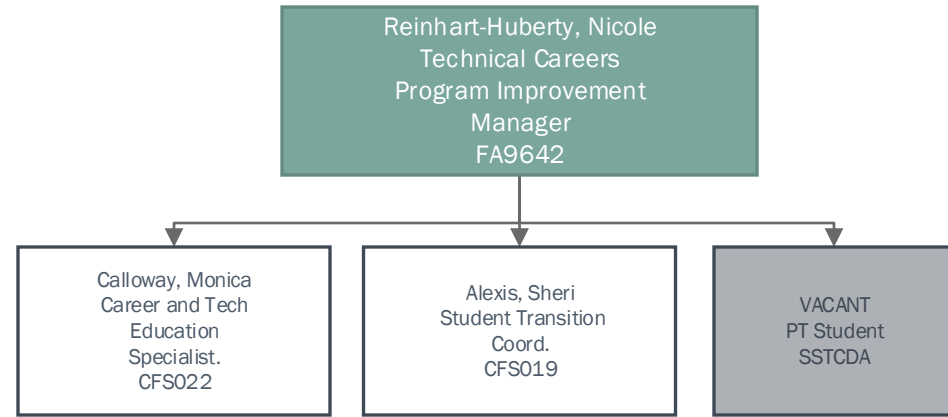 Reinhart-Huberty, Nicole
Technical Careers
Program Improvement
Manager
FA9642
Calloway, Monica
Career and Tech
Education
Specialist.
CFS022
Alexis, Sheri
Student Transition
Coord.
CFS019
VACANT
PT Student
SSTCDA